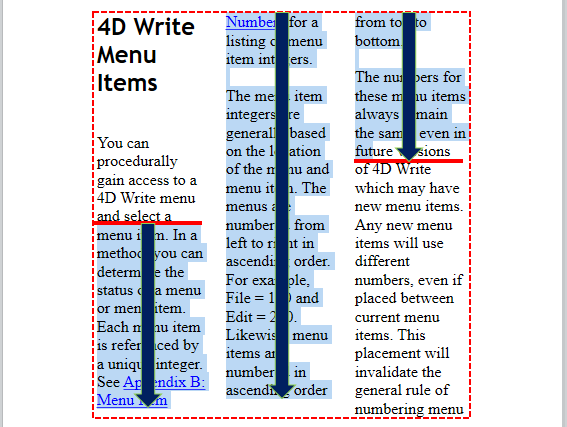 4D Write
Menu
Items
You can
procedurally
gain access to a
4D Write menu
and select a
menu item. In a
method you can
determine the
status of a menu
or menu item.
Each menu item
is referenced by
a unique integer.
See Appendix B:
Menu Item
Numbers for a
listing of menu
item integers.
The menu item
integers are
generally based
on the location
of the menu and
menu item. The
menus are
numbered from
left to right in
ascending order.
For example,
File = and
Edit =
Likewise, menu
items are
numbered in
ascending order
from top to
bottom.
The numbers for
these menu items
always remain
the same, even in
future versions
of 4D Write
which may have
new menu items.
Any new menu
items will use
different
numbers, even if
placed between
current menu
items. This
placement will
invalidate the
general rule of
numbering menu